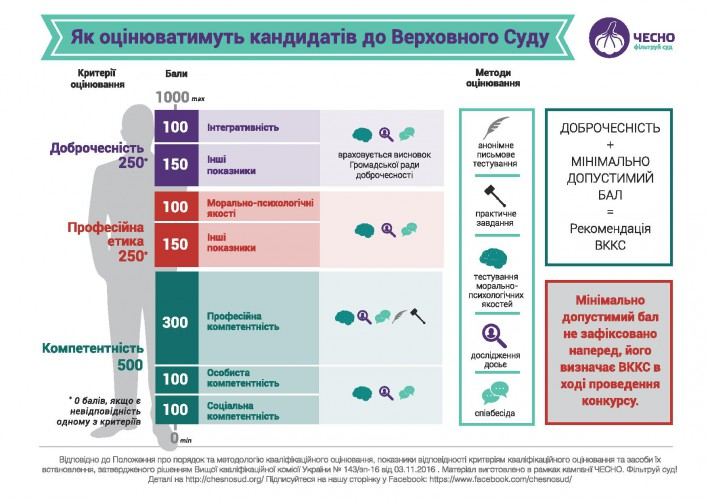 Як оцінюватимуть кандидатів до Верховного Суду
ЧЕСНО
фільтруй суд
Критерії
оцінювання
Бали
Методи
оцінювання
1000 max
Доброчесність
250*
100
Інтегративність
150
Інші
показники
враховується висновок
Громадської ради
доброчесності
Професійна
етика
250*
100
Морально-психологічні
якості
150
Інші
показники
Компетентність
500
300
Професійна
компетентність
100
Особиста
компетентність
100
Соціальна
компетентність
0 min
* 0 балів, якщо є
невідповідність
одному з критеріїв
анонімне
письмове
тестування
практичне
завдання
тестування
морально-
психологічних
якостей
дослідження
досьє
співбесіда
ДОБРОЧЕСНІСТЬ
+
МІНІМАЛЬНО
ДОПУСТИМИЙ
БАЛ
=
Рекомендація
ВККС
Мінімально
допустимий бал
не зафіксовано
наперед, його
визначає ВККС в
ході проведення
конкурсу.
Відповідно до Положення про порядок та методологію кваліфікаційного оцінювання, показники відповідності критеріям кваліфікаційного оцінювання та засоби їх
встановлення, затвердженого рішенням Вищої кваліфікаційної комісії України № 143/зп-16 від 03.11.2016 . Матеріал виготовлено в рамках кампанії ЧЕСНО. Фільтруй суд!
Деталі на http://chesnosud.org/ Підписуйтеся на нашу сторінку у Facebook: https://www.facebook.com/chesnosud/